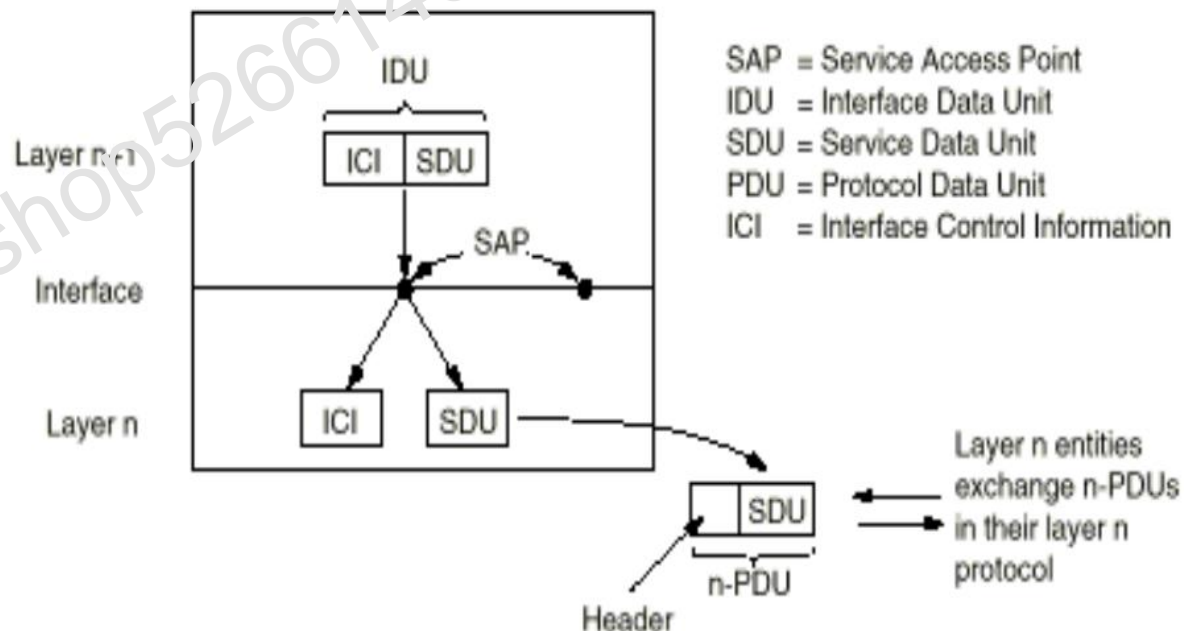 IDU
ICI SDU
Layer n+1
SAP
Interface
ICI SDU
Layer n
SDU
n-PDU
Header
SAP = Service Access Point
IDU = Interface Data Unit
SDU = Service Data Unit
PDU = Protocol Data Unit
ICI = Interface Control Information
Layer n entities
exchange n-PDUs
in their layer n
protocol